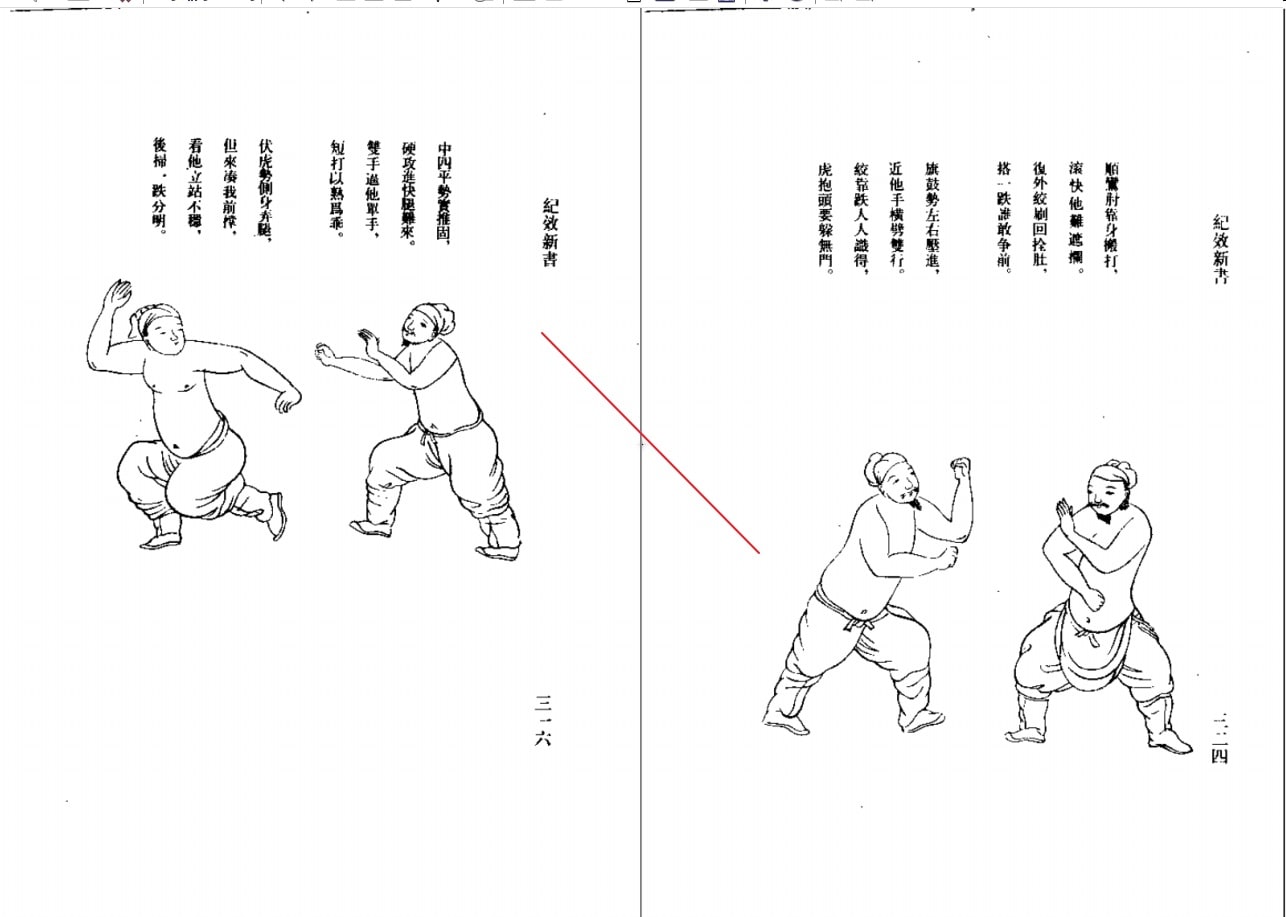 紀效新書
中四平勢實推固,
硬攻進快腿難來。
雙手逼他單手,
短打以熟爲乖。
伏虎勢側身弄腿,
但來凑我前撑,
看他立站不穩,
後掃一跌分明。
三一六
紀效新書
順鸞肘靠身搬打,
滚快他難遮攔。
復外絞刷回拴肚,
搭一跌誰敢争前。
旗鼓勢左右壓進,
近他手橫劈雙行。
絞靠跌人人識得,
虎抱頭要躲無門。
三二四